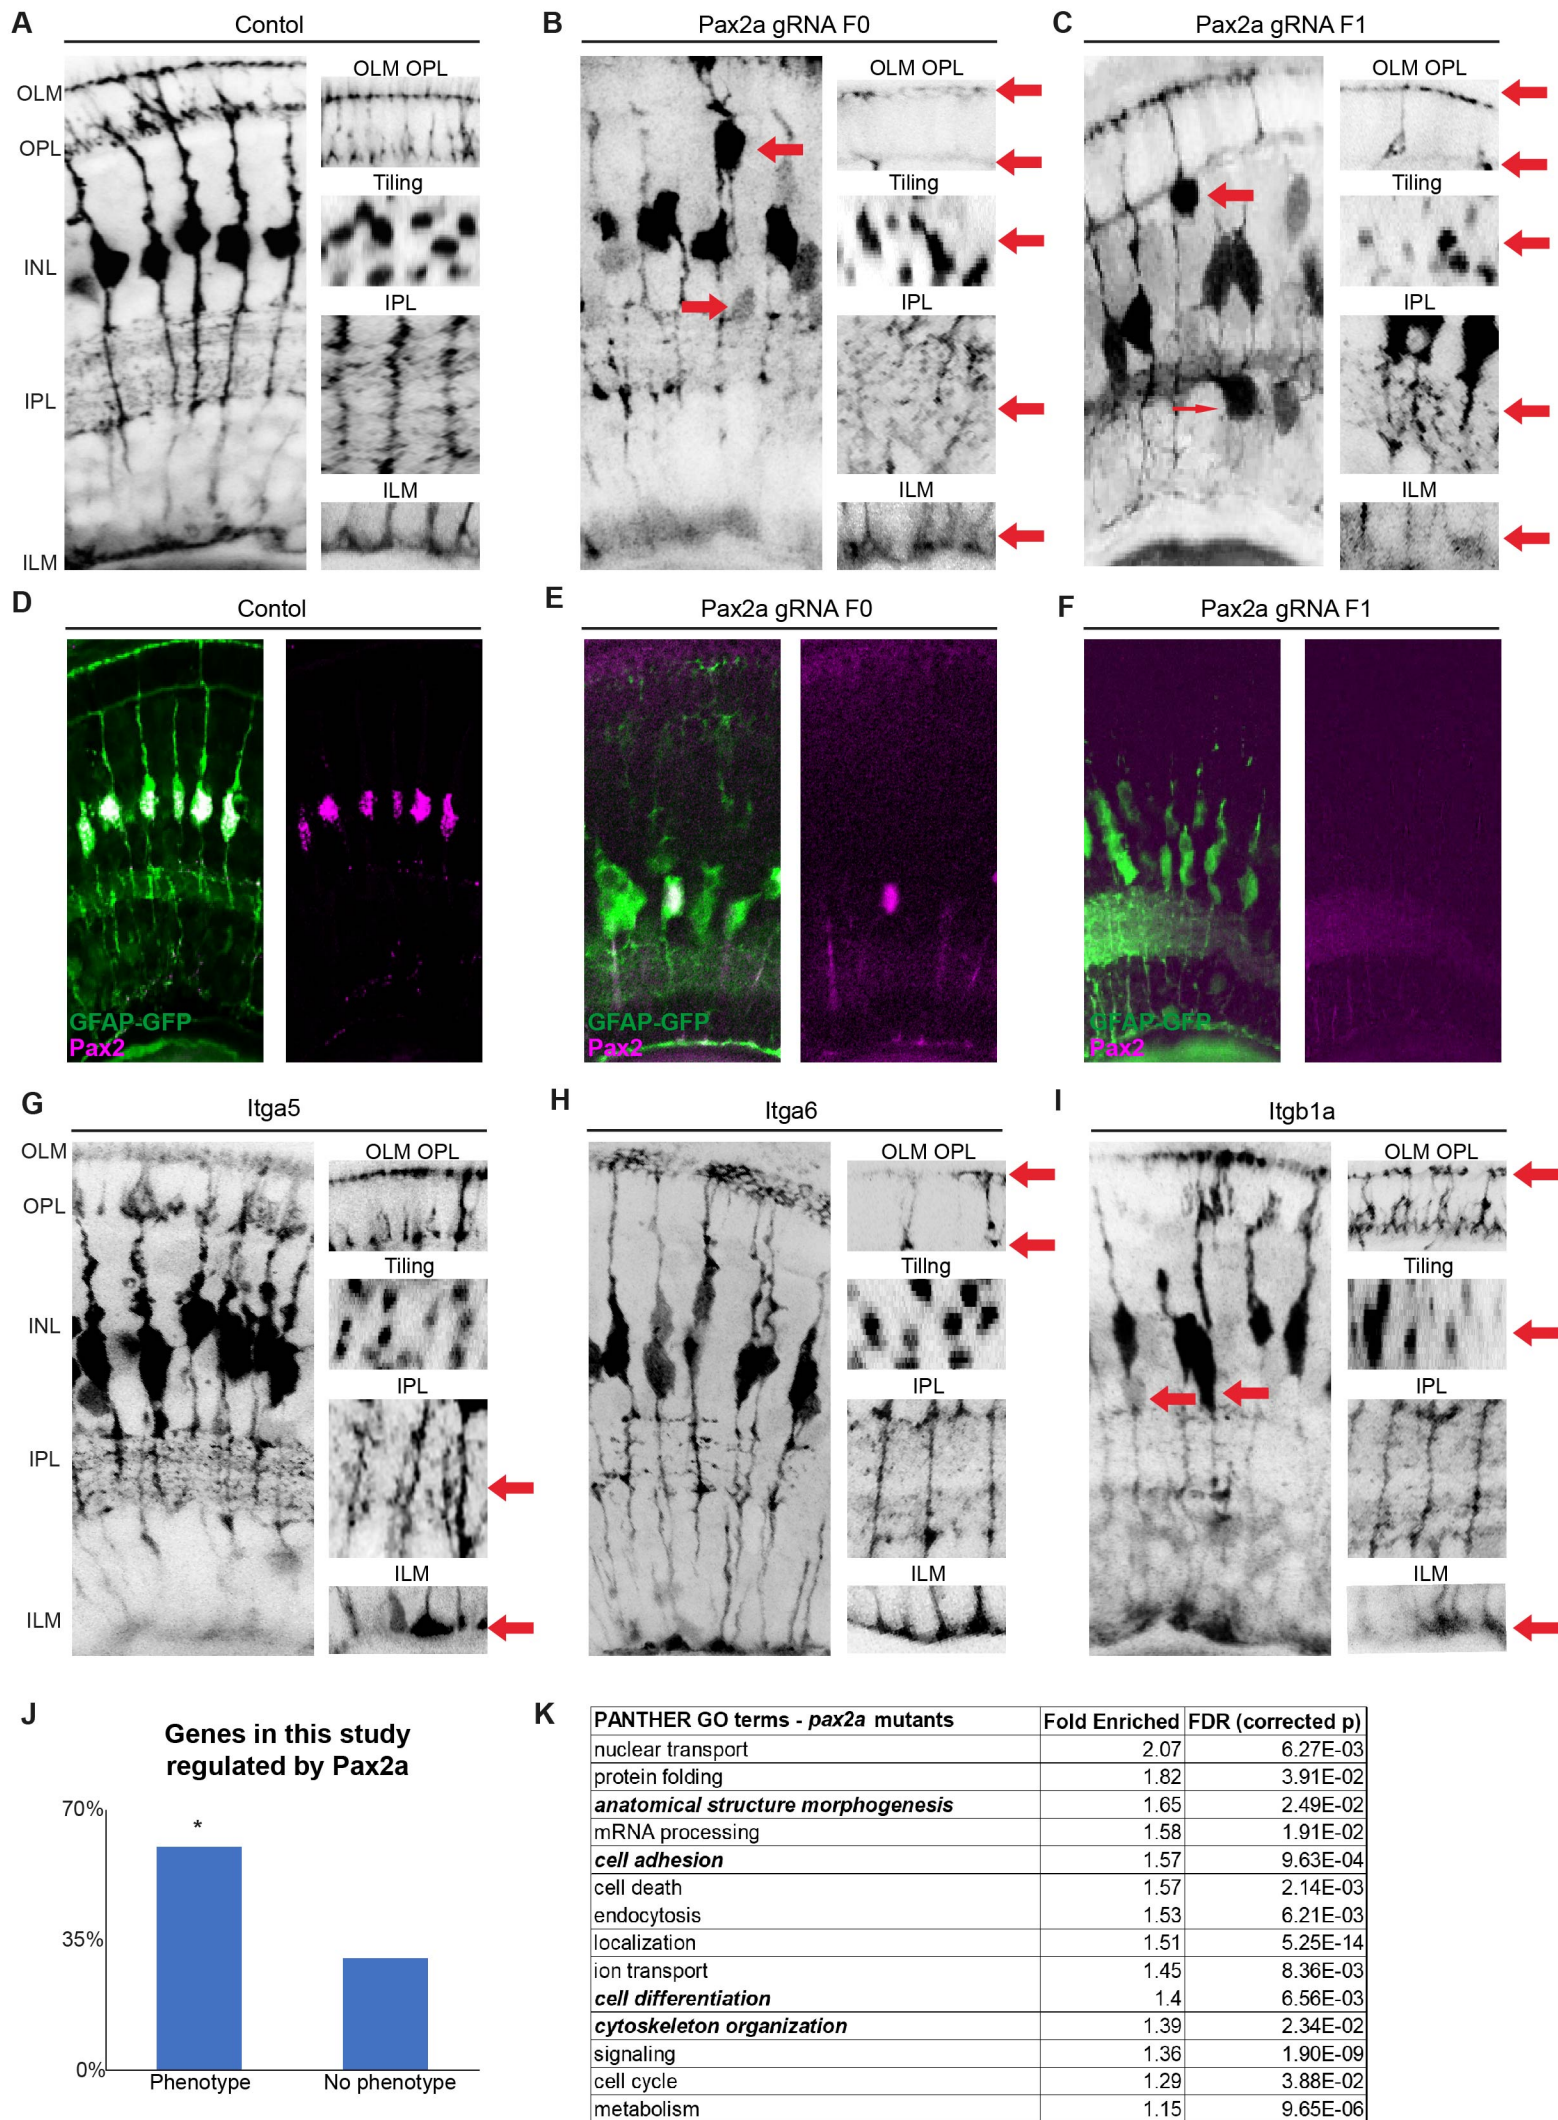 A
Contol
OLM
OPL
INL
IPL
ILM
OLM OPL
Tiling
IPL
ILM
B
Pax2a gRNA F0
OLM OPL
Tiling
IPL
ILM
C
Pax2a gRNA F1
OLM OPL
Tiling
IPL
ILM
D
Contol
GFAP-GFP
Pax2
E
Pax2a gRNA F0
GFAP-GFP
Pax2
F
Pax2a gRNA F1
GFAP-GFP
Pax2
G
Itga5
OLM
OPL
INL
IPL
ILM
OLM OPL
Tiling
IPL
ILM
H
Itga6
OLM OPL
Tiling
IPL
ILM
I
Itgb1a
OLM OPL
Tiling
IPL
ILM
J
Genes in this study
regulated by Pax2a
70%
35%
0%
*
Phenotype No phenotype
K
PANTHER GO terms - pax2a mutants Fold Enriched FDR (corrected p)
nuclear transport 2.07 6.27E-03
protein folding 1.82 3.91E-02
anatomical structure morphogenesis 1.65 2.49E-02
mRNA processing 1.58 1.91E-02
cell adhesion 1.57 9.63E-04
cell death 1.57 2.14E-03
endocytosis 1.53 6.21E-03
localization 1.51 5.25E-14
ion transport 1.45 8.36E-03
cell differentiation 1.4 6.56E-03
cytoskeleton organization 1.39 2.34E-02
signaling 1.36 1.90E-09
cell cycle 1.29 3.88E-02
metabolism 1.15 9.65E-06